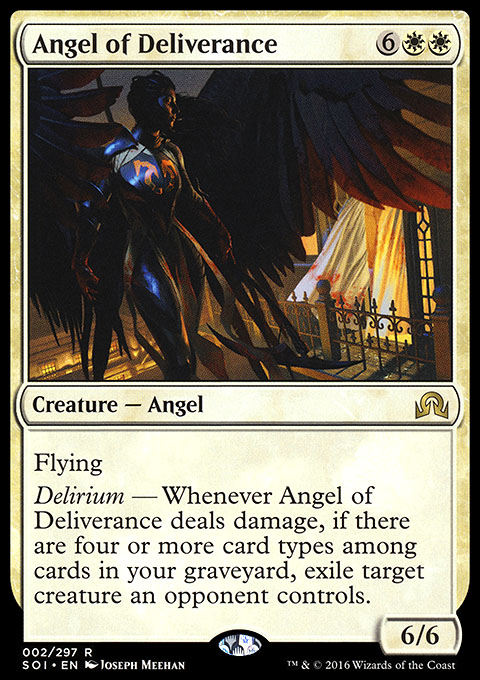 Angel of Deliverance 6
Creature — Angel
Flying
Delirium — Whenever Angel of
Deliverance deals damage, if there
are four or more card types among
cards in your graveyard, exile target
creature an opponent controls.
6/6
002/297 R
SOI • EN Joseph Meehan
™ & © 2016 Wizards of the Coast